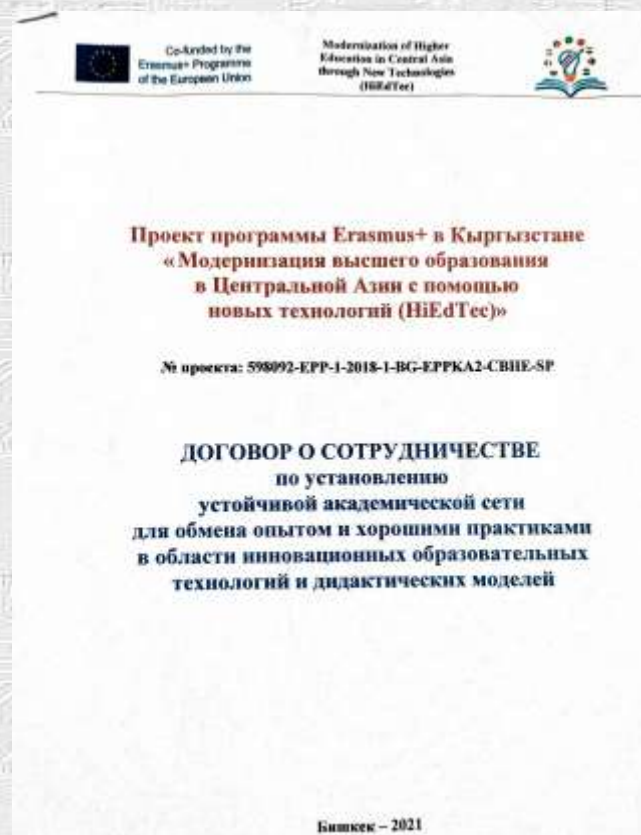 Co-funded by the
Erasmus+ Programme
of the European Union
Modernization of Higher
Education in Central Asia
through New Technologies
(HiEdTec)
Проект программы Erasmus+ в Кыргызстане
«Модернизация высшего образования
в Центральной Азии с помощью
новых технологий (HiEdTec)»
№ проекта: 598092-EPP-1-2018-1-BG-EPPKA2-CBHE-SP
ДОГОВОР О СОТРУДНИЧЕСТВЕ
по установлению
устойчивой академической сети
для обмена опытом и хорошими практиками
в области инновационных образовательных
технологий и дидактических моделей
Бишкек – 2021